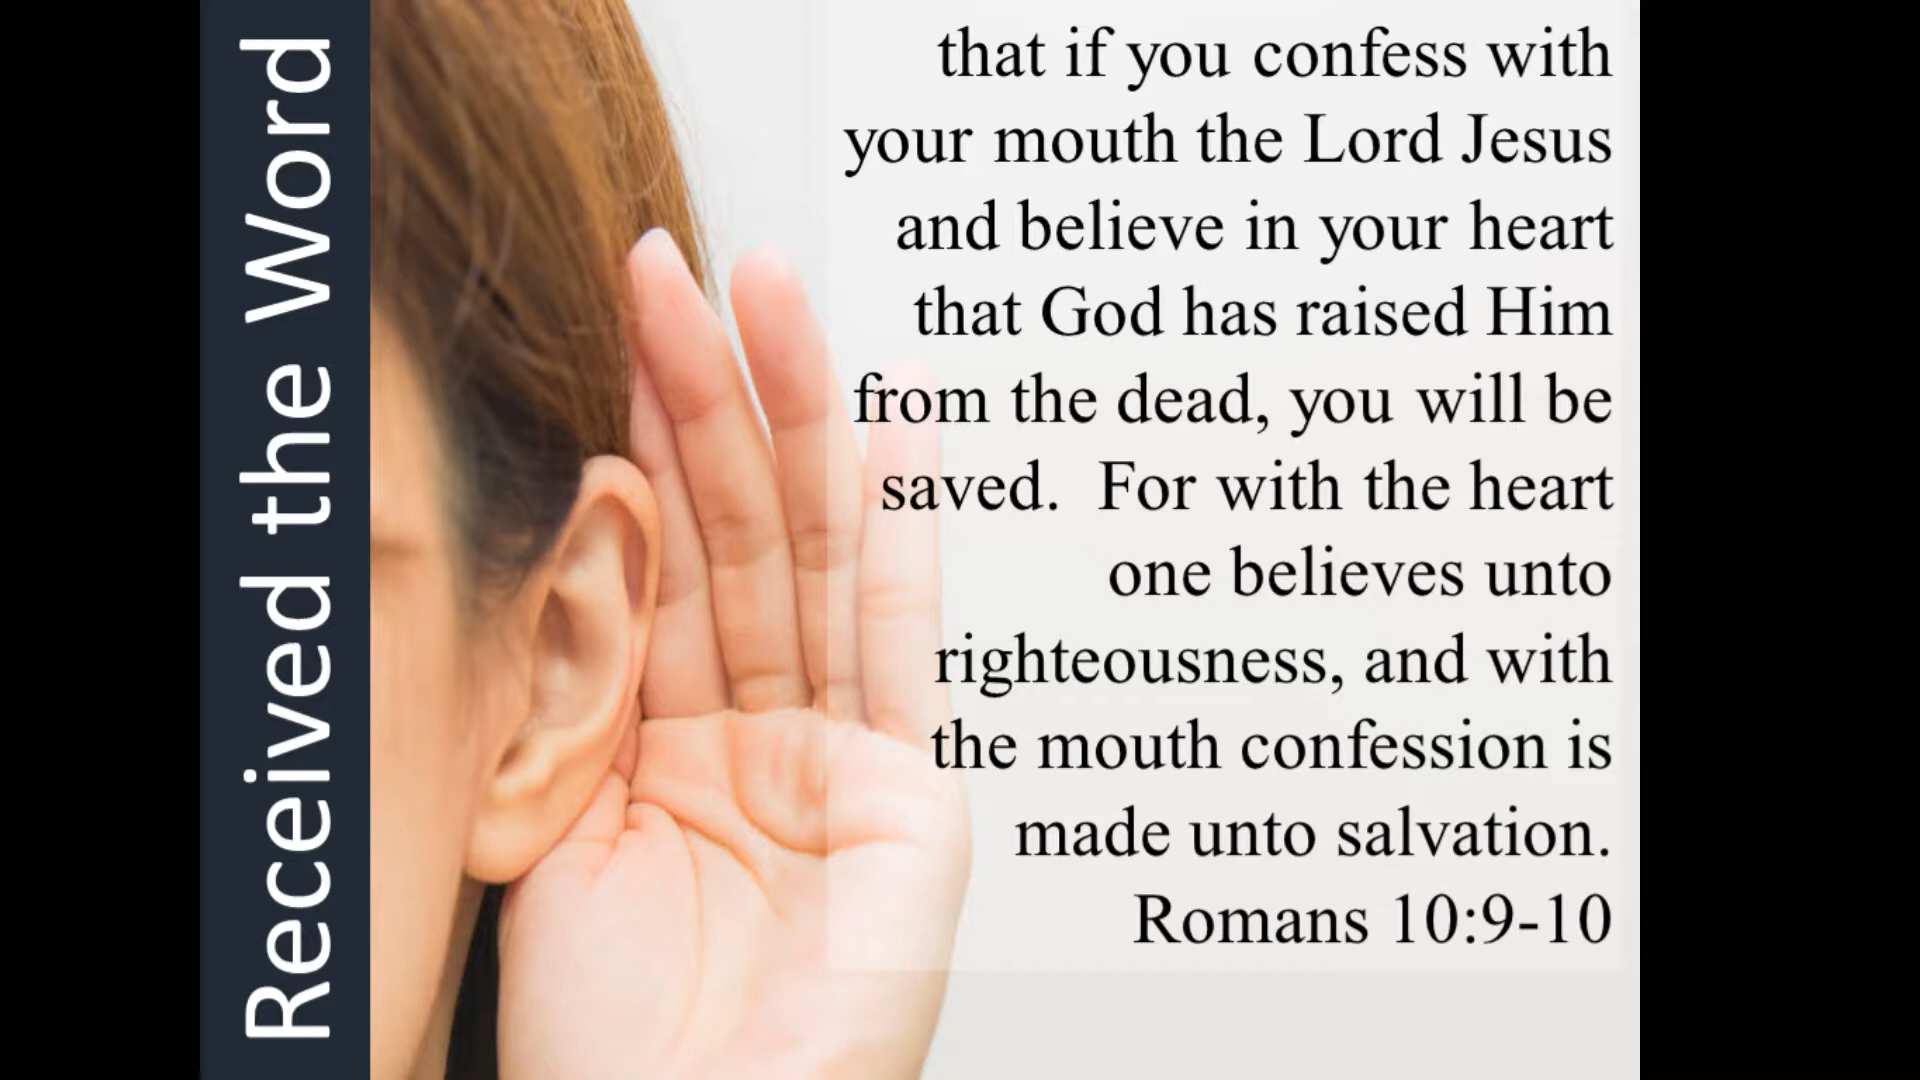 Received the Word
that if you confess with
your mouth the Lord Jesus
and believe in your heart
that God has raised Him
from the dead, you will be
saved.  For with the heart
one believes unto
righteousness, and with
the mouth confession is
made unto salvation.
Romans 10:9-10